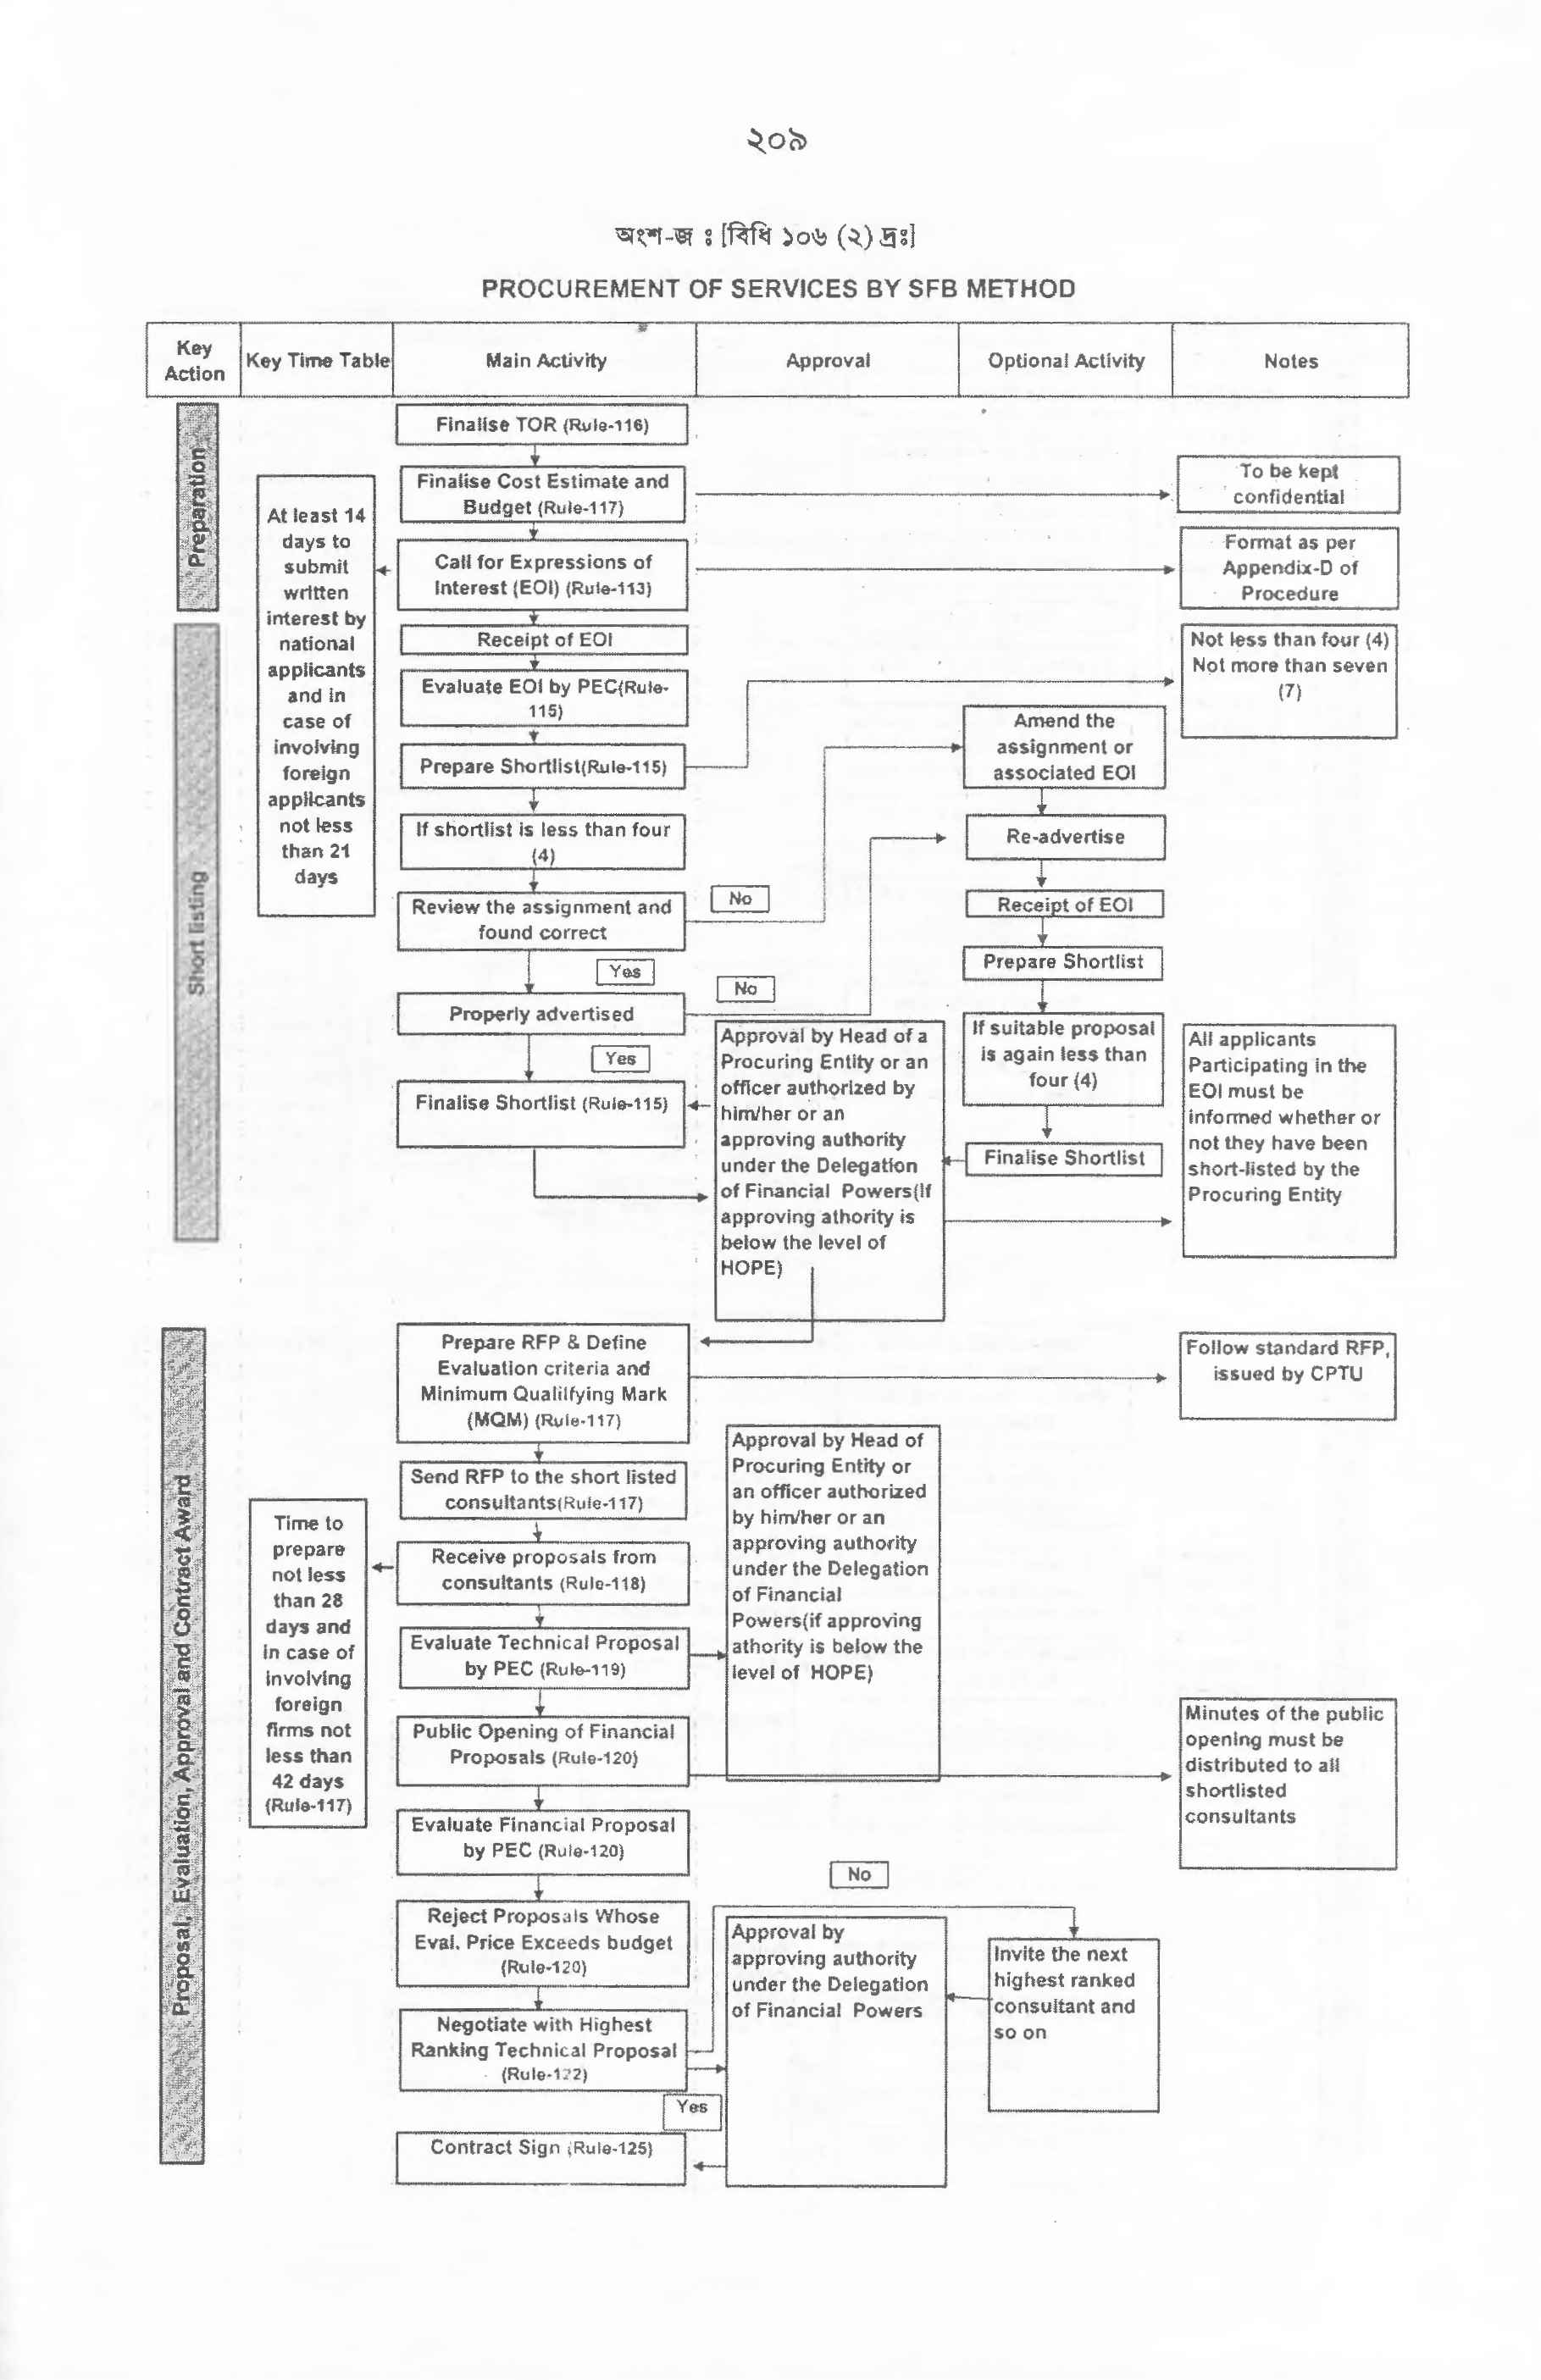 ২০৯
অংশ-জ ঃ [বিধি ১০৬ (২) দ্রঃ]
PROCUREMENT OF SERVICES BY SFB METHOD
Key
Action
Key Time Table
Main Activity
Approval
Optional Activity
Notes
Preparation
Finalise TOR (Rule-116)
Finalise Cost Estimate and
Budget (Rule-117)
To be kept
confidential
At least 14
days to
submit
written
interest by
national
applicants
and in
case of
involving
foreign
applicants
not less
than 21
days
Call for Expressions of
Interest (EOI) (Rule-113)
Format as per
Appendix-D of
Procedure
Short listing
Receipt of EOI
Evaluate EOI by PEC(Rule-
115)
Prepare Shortlist(Rule-115)
Not less than four (4)
Not more than seven
(7)
If shortlist is less than four
(4)
Review the assignment and
found correct
No
Yes
Amend the
assignment or
associated EOI
Re-advertise
Receipt of EOI
Prepare Shortlist
If suitable proposal
is again less than
four (4)
Finalise Shortlist
Properly advertised
No
Yes
Finalise Shortlist (Rule-115)
Approval by Head of a
Procuring Entity or an
officer authorized by
him/her or an
approving authority
under the Delegation
of Financial Powers(if
approving athority is
below the level of
HOPE)
All applicants
Participating in the
EOI must be
informed whether or
not they have been
short-listed by the
Procuring Entity
Proposal, Evaluation, Approval and Contract Award
Prepare RFP & Define
Evaluation criteria and
Minimum Qualilfying Mark
(MQM) (Rule-117)
Follow standard RFP,
issued by CPTU
Send RFP to the short listed
consultants(Rule-117)
Time to
prepare
not less
than 28
days and
in case of
involving
foreign
firms not
less than
42 days
(Rule-117)
Receive proposals from
consultants (Rule-118)
Evaluate Technical Proposal
by PEC (Rule-119)
Approval by Head of
Procuring Entity or
an officer authorized
by him/her or an
approving authority
under the Delegation
of Financial
Powers(if approving
athority is below the
level of HOPE)
Public Opening of Financial
Proposals (Rule-120)
Minutes of the public
opening must be
distributed to all
shortlisted
consultants
Evaluate Financial Proposal
by PEC (Rule-120)
Reject Proposals Whose
Eval. Price Exceeds budget
(Rule-120)
Negotiate with Highest
Ranking Technical Proposal
(Rule-122)
No
Yes
Approval by
approving authority
under the Delegation
of Financial Powers
Invite the next
highest ranked
consultant and
so on
Contract Sign (Rule-125)